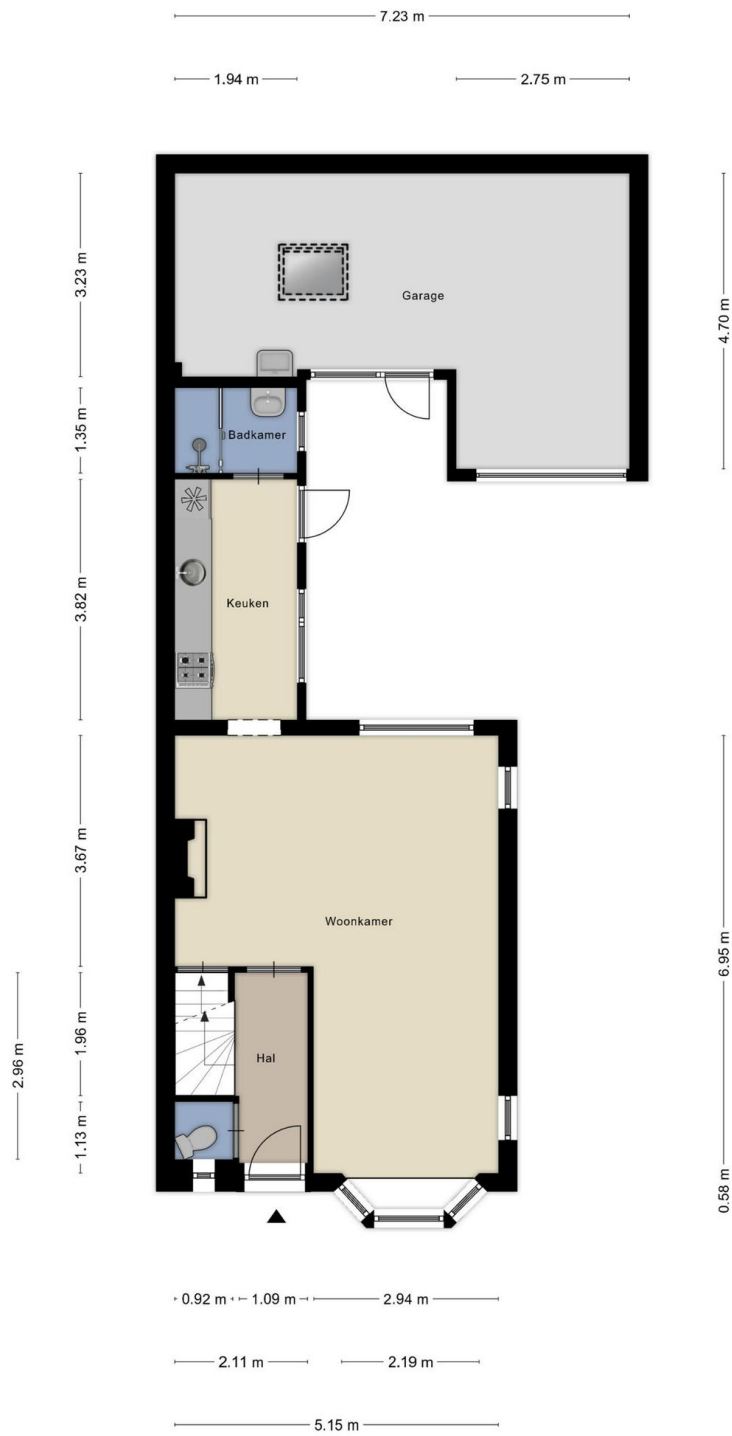 7.23 m
1.94 m
2.75 m
3.23 m
Garage
4.70 m
1.35 m
Badkamer
3.82 m
Keuken
3.67 m
Woonkamer
6.95 m
2.96 m
1.96 m
Hal
1.13 m
0.58 m
0.92 m
1.09 m
2.94 m
2.11 m
2.19 m
5.15 m